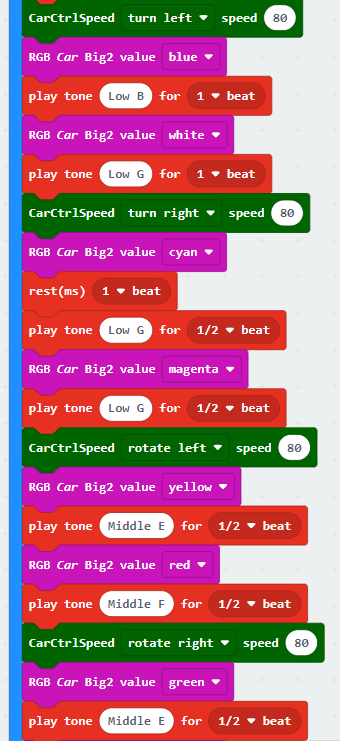 CarCtrlSpeed turn left speed 80
RGB Car Big2 value blue
play tone Low B for 1 beat
RGB Car Big2 value white
play tone Low G for 1 beat
CarCtrlSpeed turn right speed 80
RGB Car Big2 value cyan
rest(ms) 1 beat
play tone Low G for 1/2 beat
RGB Car Big2 value magenta
play tone Low G for 1/2 beat
CarCtrlSpeed rotate left speed 80
RGB Car Big2 value yellow
play tone Middle E for 1/2 beat
RGB Car Big2 value red
play tone Middle F for 1/2 beat
CarCtrlSpeed rotate right speed 80
RGB Car Big2 value green
play tone Middle E for 1/2 beat